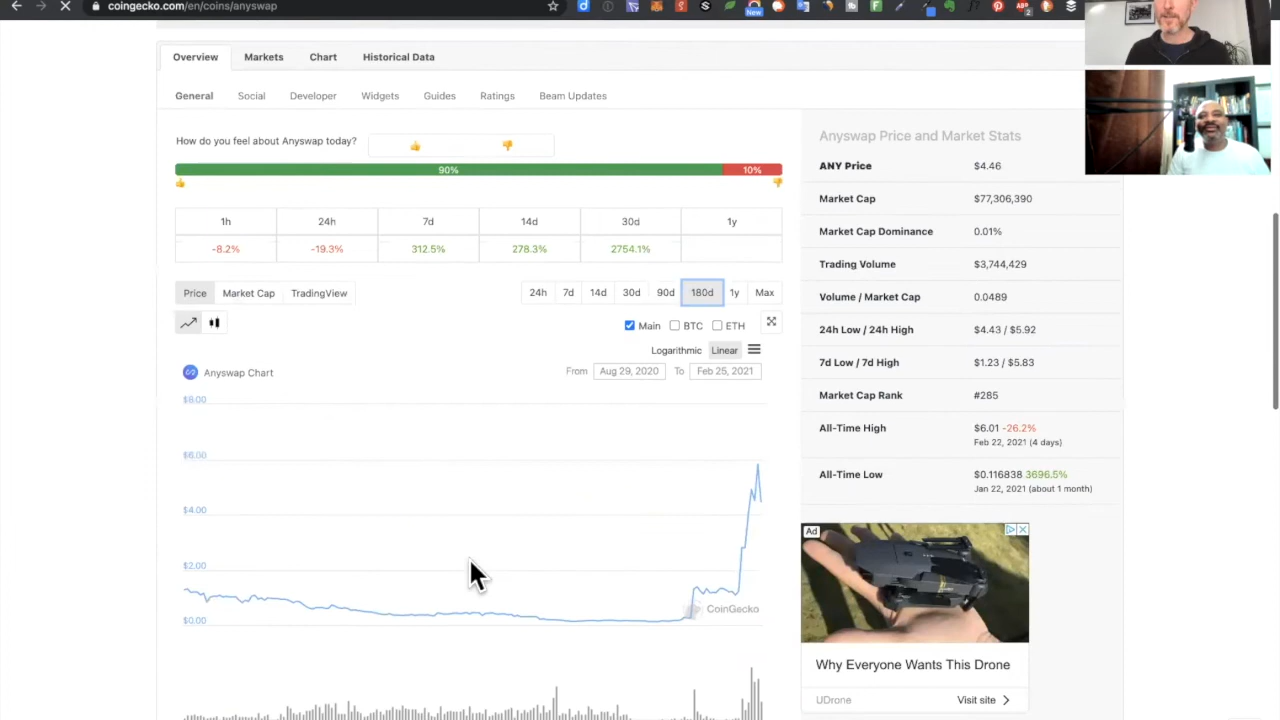 coingecko.com/en/coins/anyswap
New
Overview Markets Chart Historical Data
General Social Developer Widgets Guides Ratings Beam Updates
How do you feel about Anyswap today?
90% 10%
1h 24h 7d 14d 30d 1y
-8.2% -19.3% 312.5% 278.3% 2754.1%
Price Market Cap TradingView 24h 7d 14d 30d 90d 180d 1y Max
Main BTC ETH
Logarithmic Linear
Anyswap Chart From Aug 29, 2020 To Feb 25, 2021
$8.00
$6.00
$4.00
$2.00
$0.00
CoinGecko
Anyswap Price and Market Stats
ANY Price $4.46
Market Cap $77,306,390
Market Cap Dominance 0.01%
Trading Volume $3,744,429
Volume / Market Cap 0.0489
24h Low / 24h High $4.43 / $5.92
7d Low / 7d High $1.23 / $5.83
Market Cap Rank #285
All-Time High $6.01 -26.2%
Feb 22, 2021 (4 days)
All-Time Low $0.116838 3696.5%
Jan 22, 2021 (about 1 month)
Ad
Why Everyone Wants This Drone
UDrone Visit site